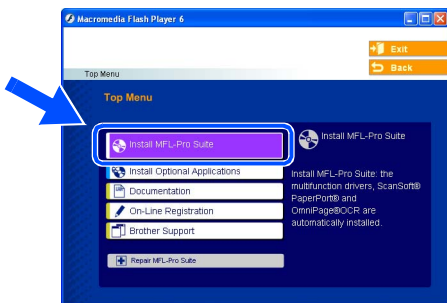 Macromedia Flash Player 6
Exit
Back
Top Menu
Top Menu
Install MFL-Pro Suite
Install Optional Applications
Documentation
On-Line Registration
Brother Support
Repair MFL-Pro Suite
Install MFL-Pro Suite
Install MFL-Pro Suite: the
multifunction drivers, ScanSoft®
PaperPort® and
OmniPage®OCR are
automatically installed.